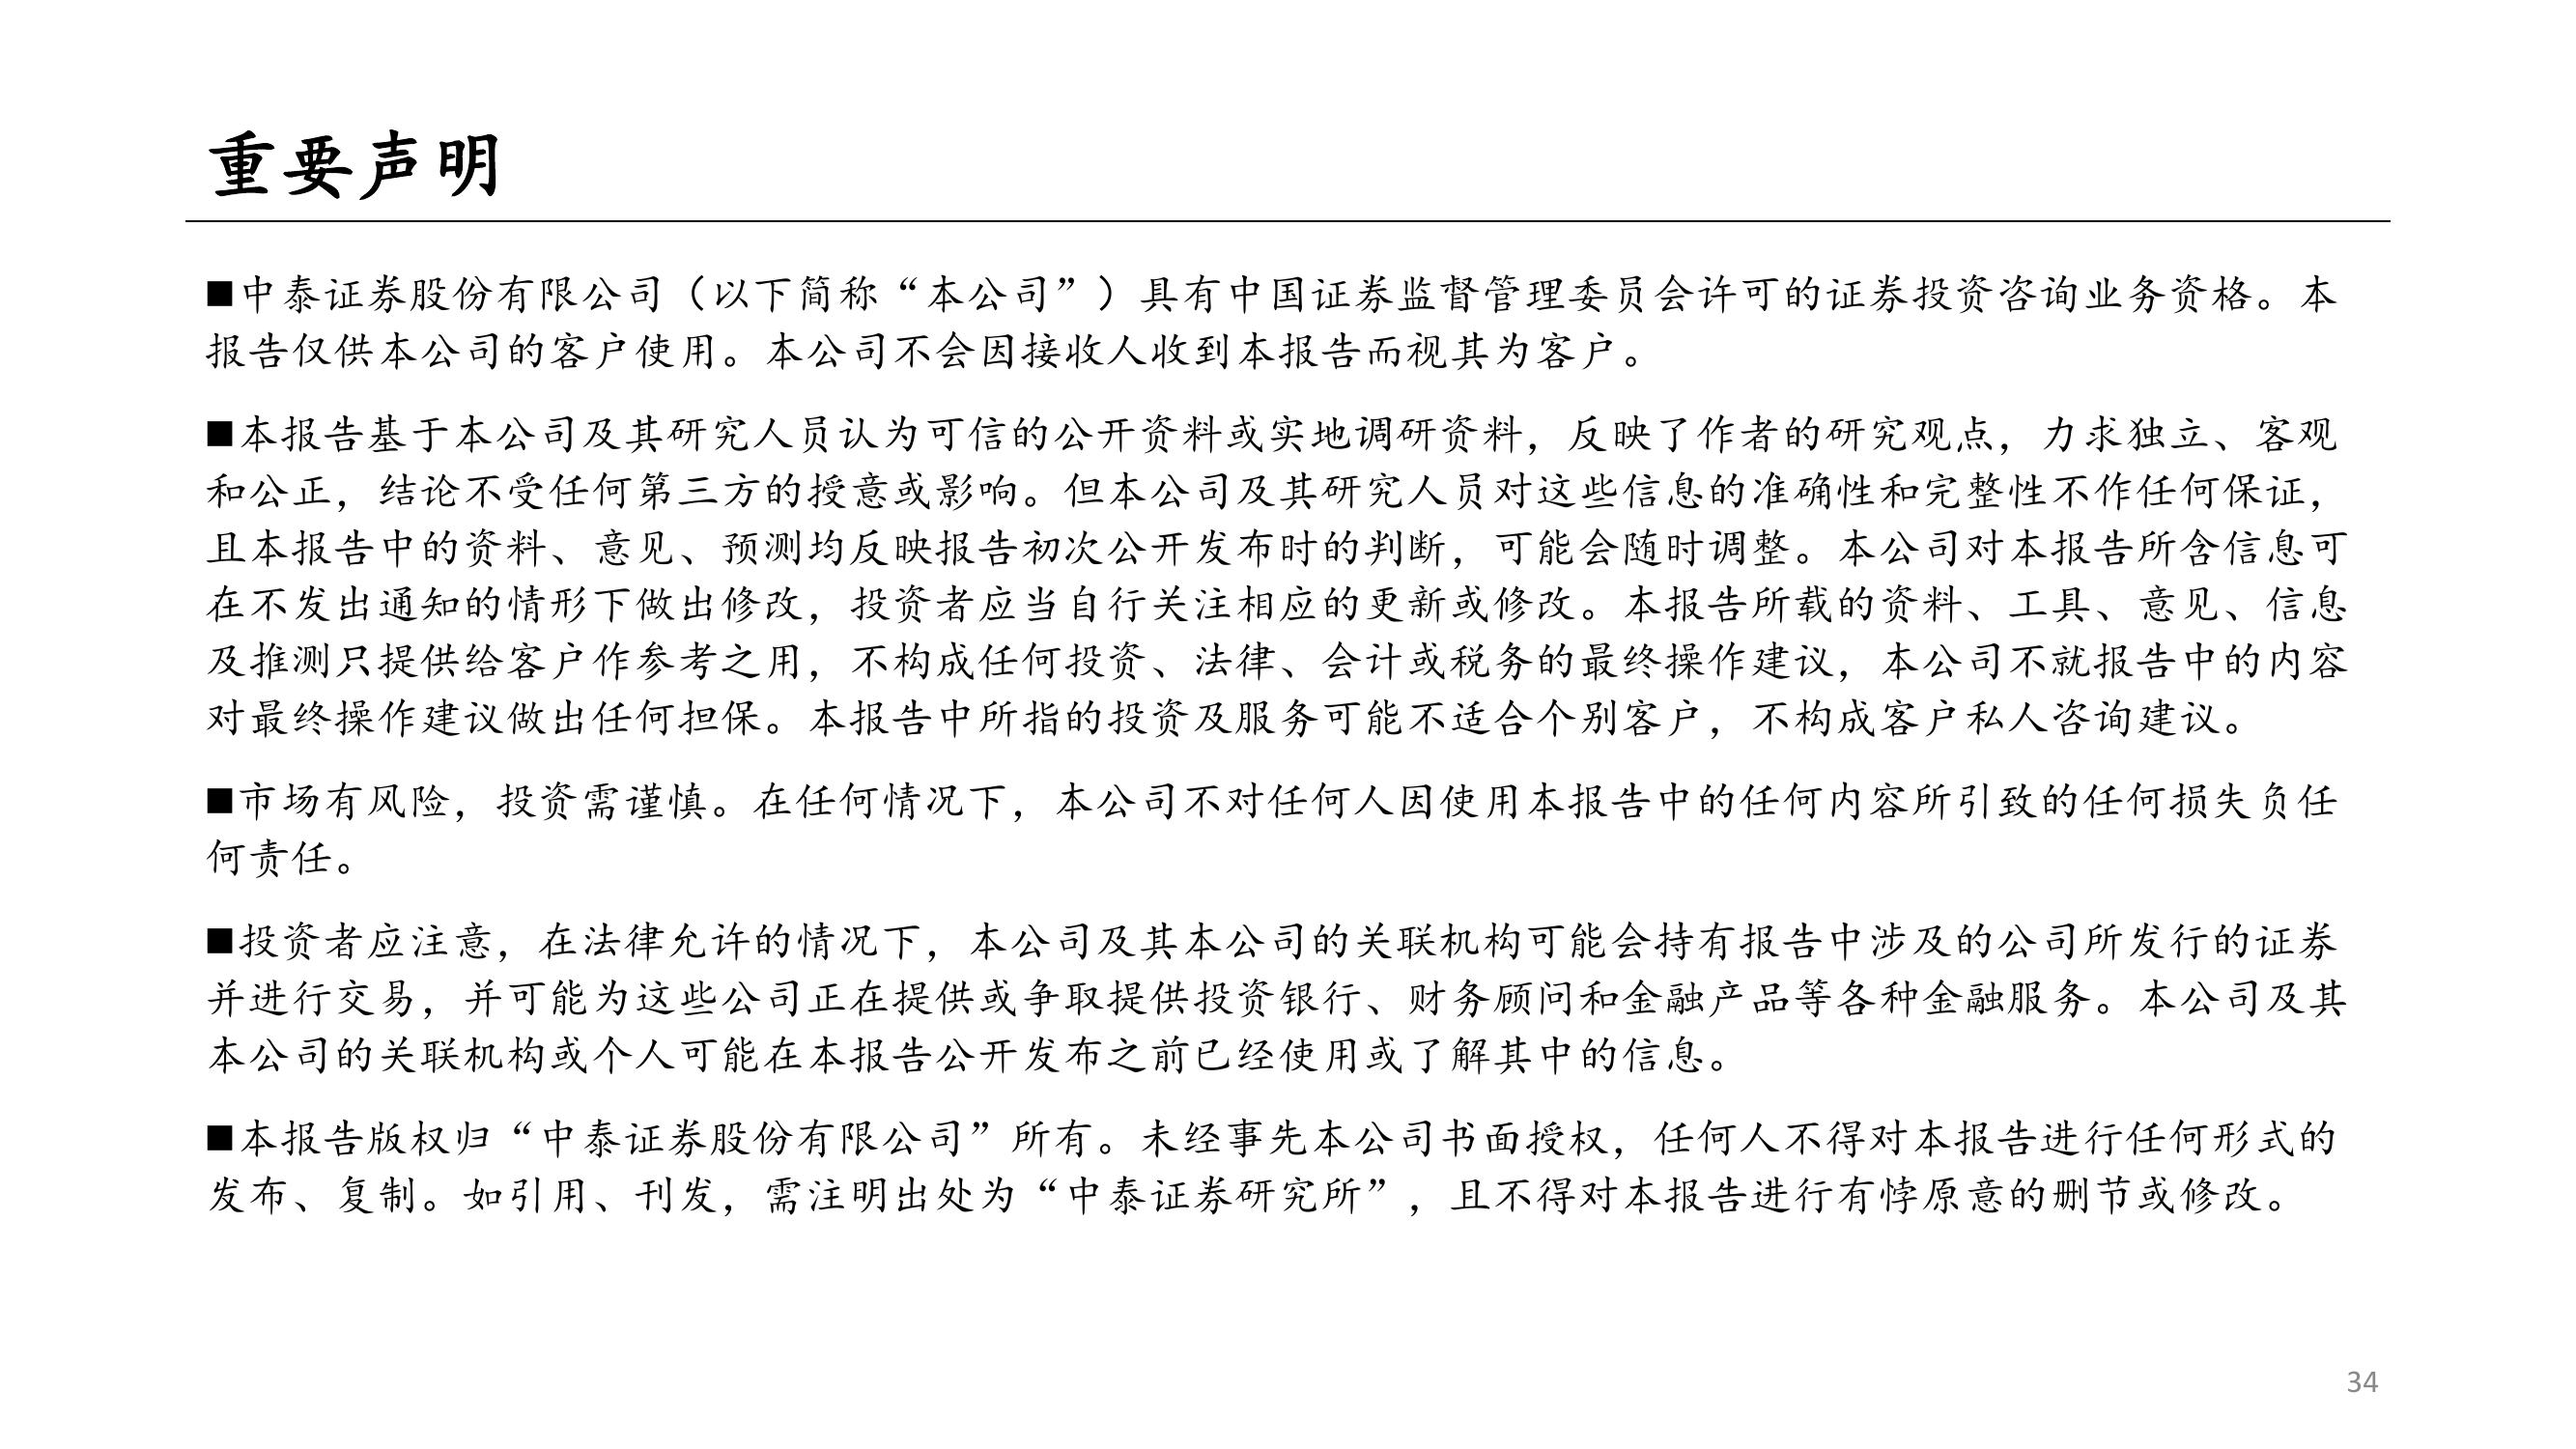 重要声明
■中泰证券股份有限公司（以下简称“本公司”）具有中国证券监督管理委员会许可的证券投资咨询业务资格。本
报告仅供本公司的客户使用。本公司不会因接收人收到本报告而视其为客户。
■本报告基于本公司及其研究人员认为可信的公开资料或实地调研资料，反映了作者的研究观点，力求独立、客观
和公正，结论不受任何第三方的授意或影响。但本公司及其研究人员对这些信息的准确性和完整性不作任何保证，
且本报告中的资料、意见、预测均反映报告初次公开发布时的判断，可能会随时调整。本公司对本报告所含信息可
在不发出通知的情形下做出修改，投资者应当自行关注相应的更新或修改。本报告所载的资料、工具、意见、信息
及推测只提供给客户作参考之用，不构成任何投资、法律、会计或税务的最终操作建议，本公司不就报告中的内容
对最终操作建议做出任何担保。本报告中所指的投资及服务可能不适合个别客户，不构成客户私人咨询建议。
■市场有风险，投资需谨慎。在任何情况下，本公司不对任何人因使用本报告中的任何内容所引致的任何损失负任
何责任。
■投资者应注意，在法律允许的情况下，本公司及其本公司的关联机构可能会持有报告中涉及的公司所发行的证券
并进行交易，并可能为这些公司正在提供或争取提供投资银行、财务顾问和金融产品等各种金融服务。本公司及其
本公司的关联机构或个人可能在本报告公开发布之前已经使用或了解其中的信息。
■本报告版权归“中泰证券股份有限公司”所有。未经事先本公司书面授权，任何人不得对本报告进行任何形式的
发布、复制。如引用、刊发，需注明出处为“中泰证券研究所”，且不得对本报告进行有悖原意的删节或修改。
34